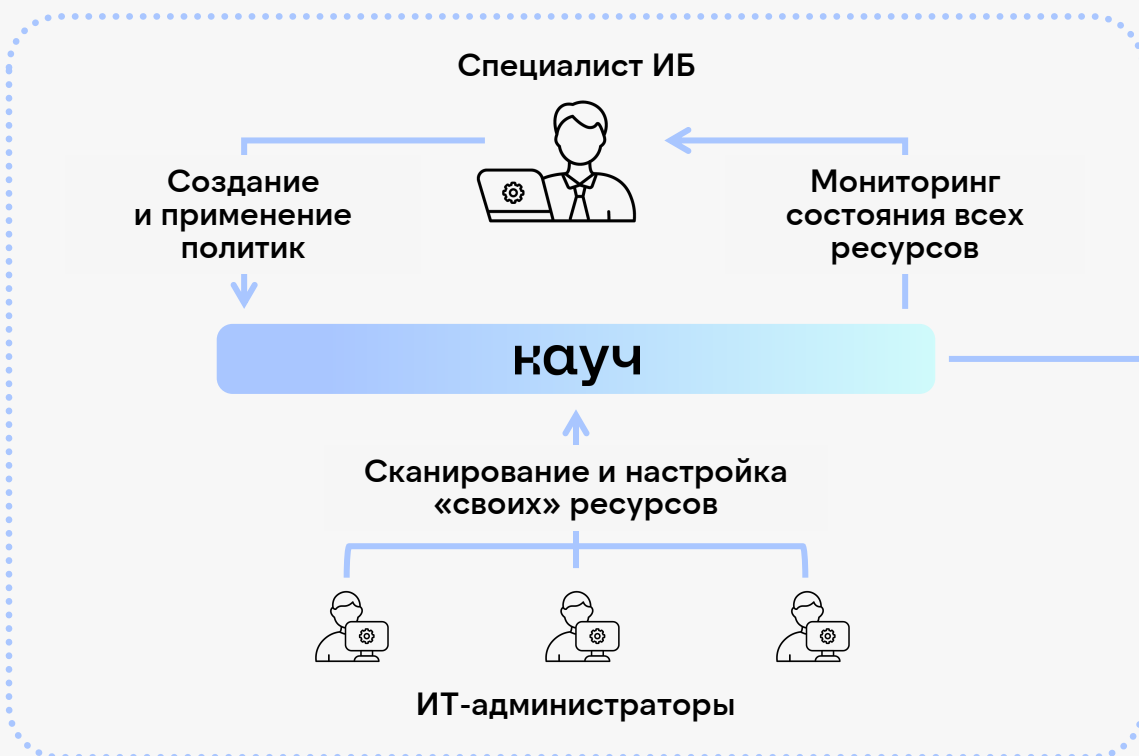 Специалист ИБ
Создание
и применение
политик
Мониторинг
состояния всех
ресурсов
кауч
Сканирование и настройка
«своих» ресурсов
ИТ-администраторы